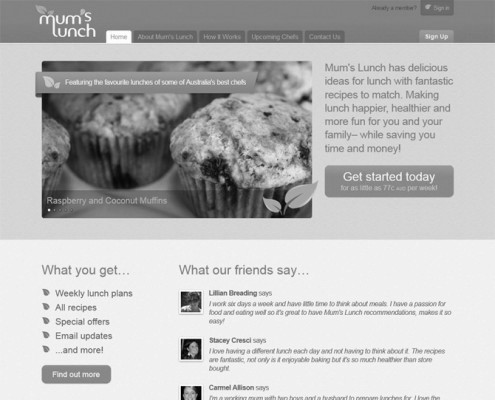 mum's
lunch
Already a member?
Sign in
Home
About Mum's Lunch
How It Works
Upcoming Chefs
Contact Us
Sign Up
Featuring the favourite lunches of some of Australia's best chefs
Raspberry and Coconut Muffins
Mum's Lunch has delicious
ideas for lunch with fantastic
recipes to match. Making
lunch happier, healthier and
more fun for you and your
family– while saving you
time and money!
Get started today
for as little as 77c AUD per week!
What you get...
Weekly lunch plans
All recipes
Special offers
Email updates
...and more!
Find out more
What our friends say...
Lillian Breading says
I work six days a week and have little time to think about meals. I have a passion for
food and eating well so it's great to have Mum's Lunch recommendations, makes it so
easy!
Stacey Cresci says
I love having a different lunch each day and not having to think about it. The recipes
are fantastic, not only is it enjoyable baking but it's so much healthier than store
bought.
Carmel Allison says
I'm a working mum with two boys and a husband to prepare lunches for. I love the